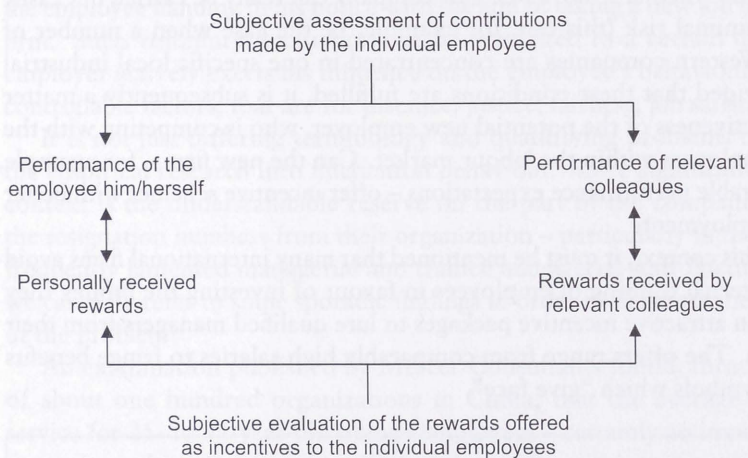 Subjective assessment of contributions
made by the individual employee
Performance of the
employee him/herself
Performance of relevant
colleagues
Personally received
rewards
Rewards received by
relevant colleagues
Subjective evaluation of the rewards offered
as incentives to the individual employees